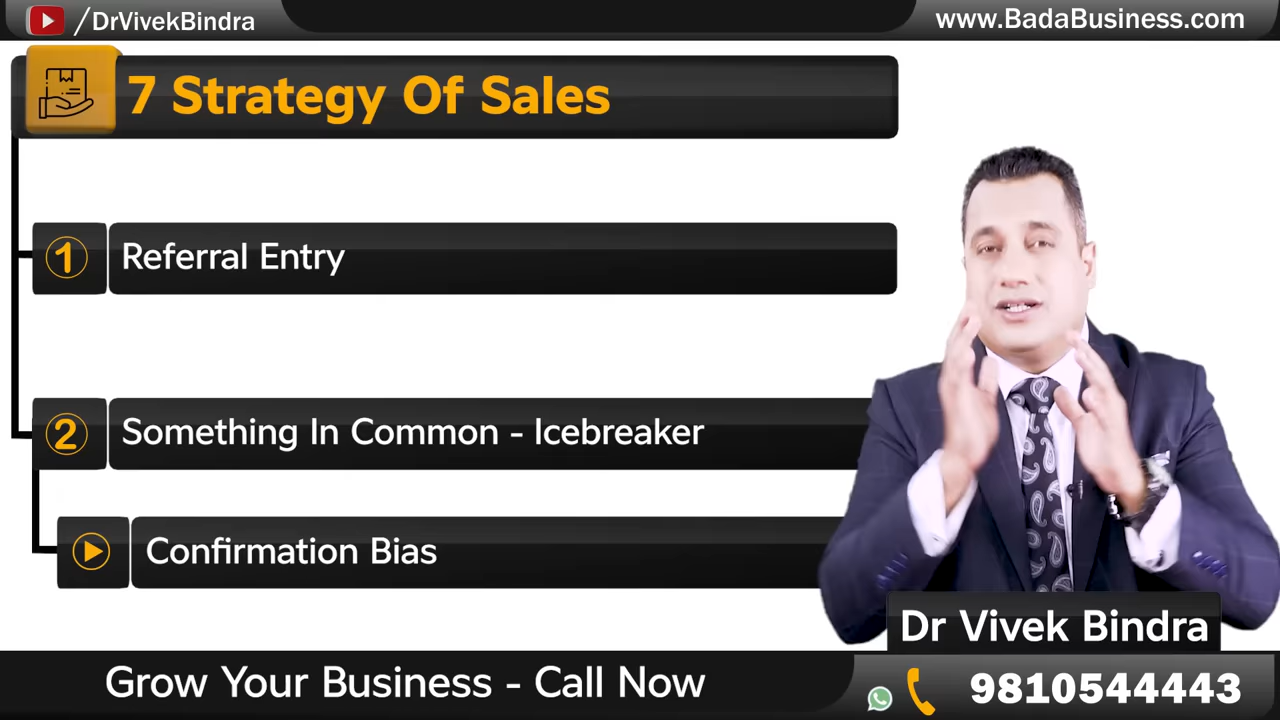 /DrVivekBindra
www.BadaBusiness.com
7 Strategy Of Sales
1 Referral Entry
2 Something In Common - Icebreaker
Confirmation Bias
Dr Vivek Bindra
Grow Your Business - Call Now
9810544443